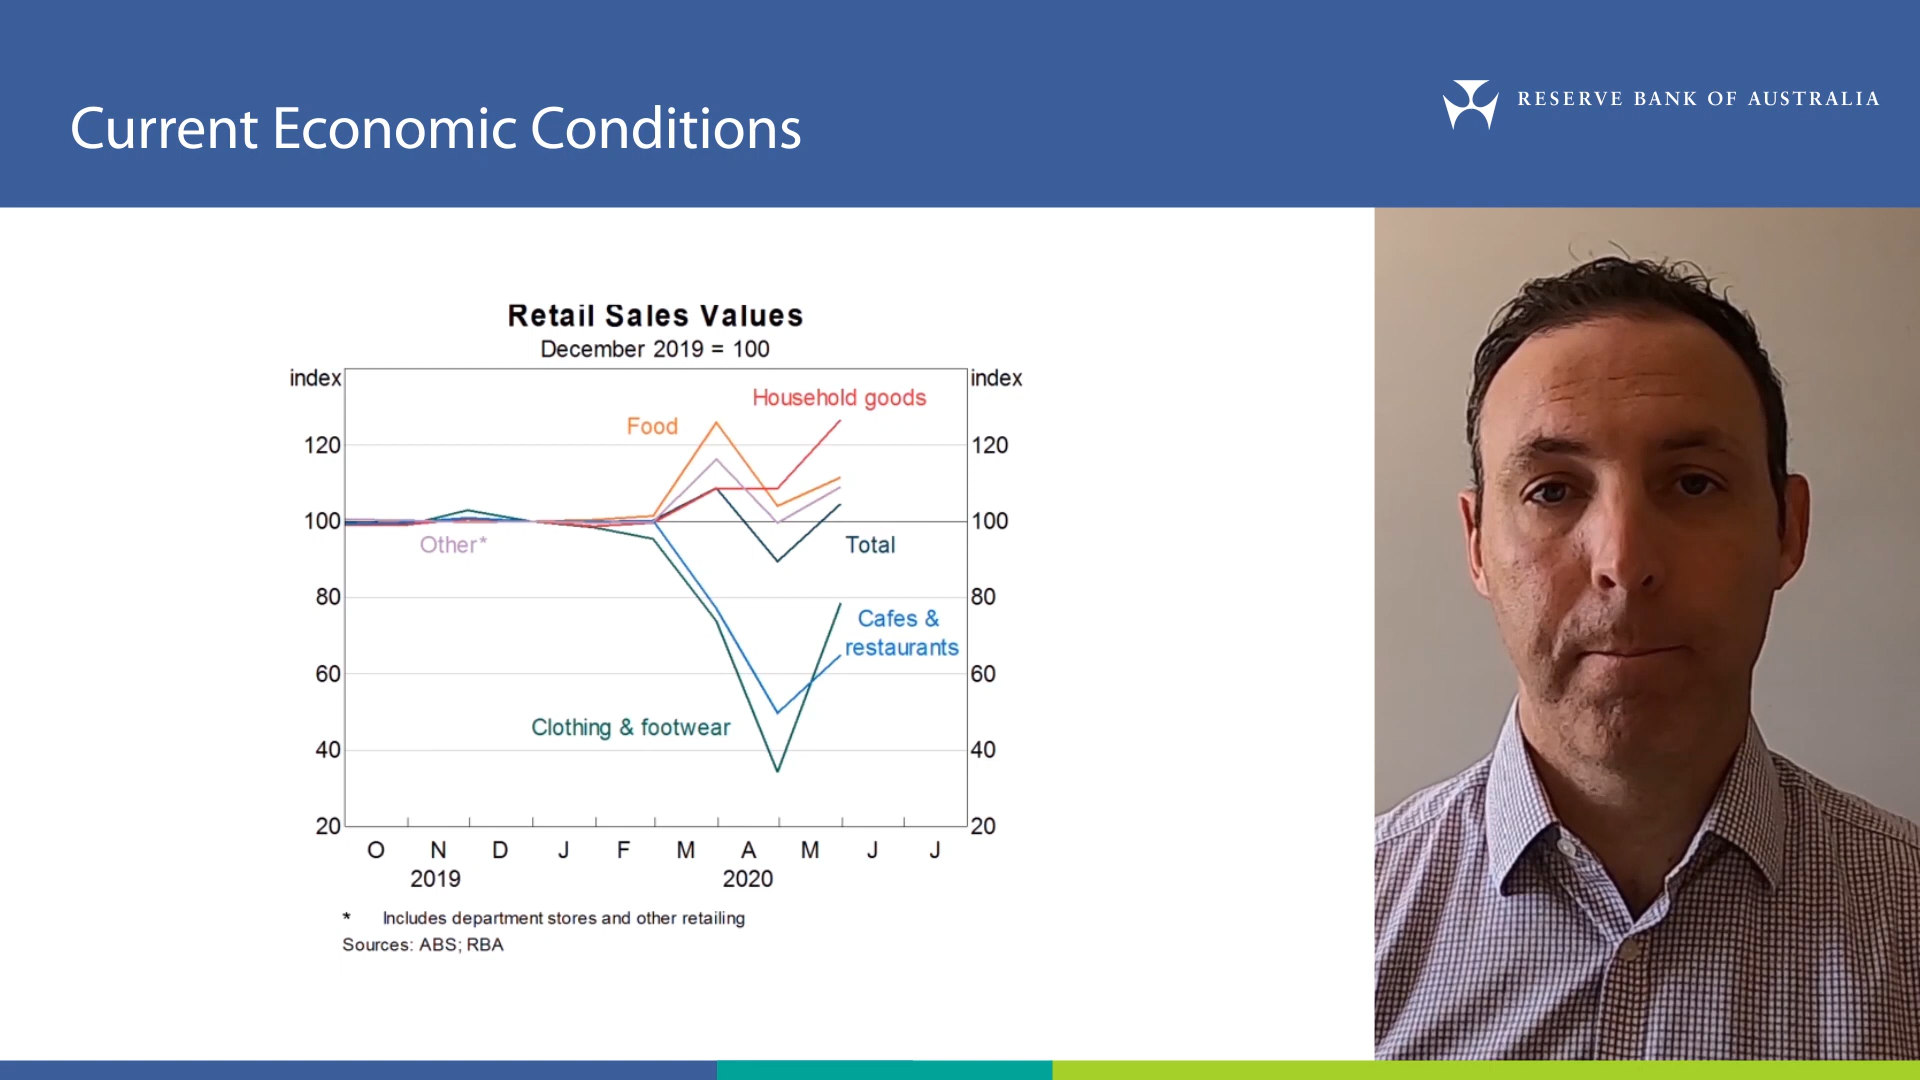 Current Economic Conditions
RESERVE BANK OF AUSTRALIA
Retail Sales Values
December 2019 = 100
index
index
Household goods
Food
120
120
100
100
Other*
Total
80
80
Cafes &
restaurants
60
60
Clothing & footwear
40
40
20
20
O N D J F M A M J J
2019 2020
* Includes department stores and other retailing
Sources: ABS; RBA